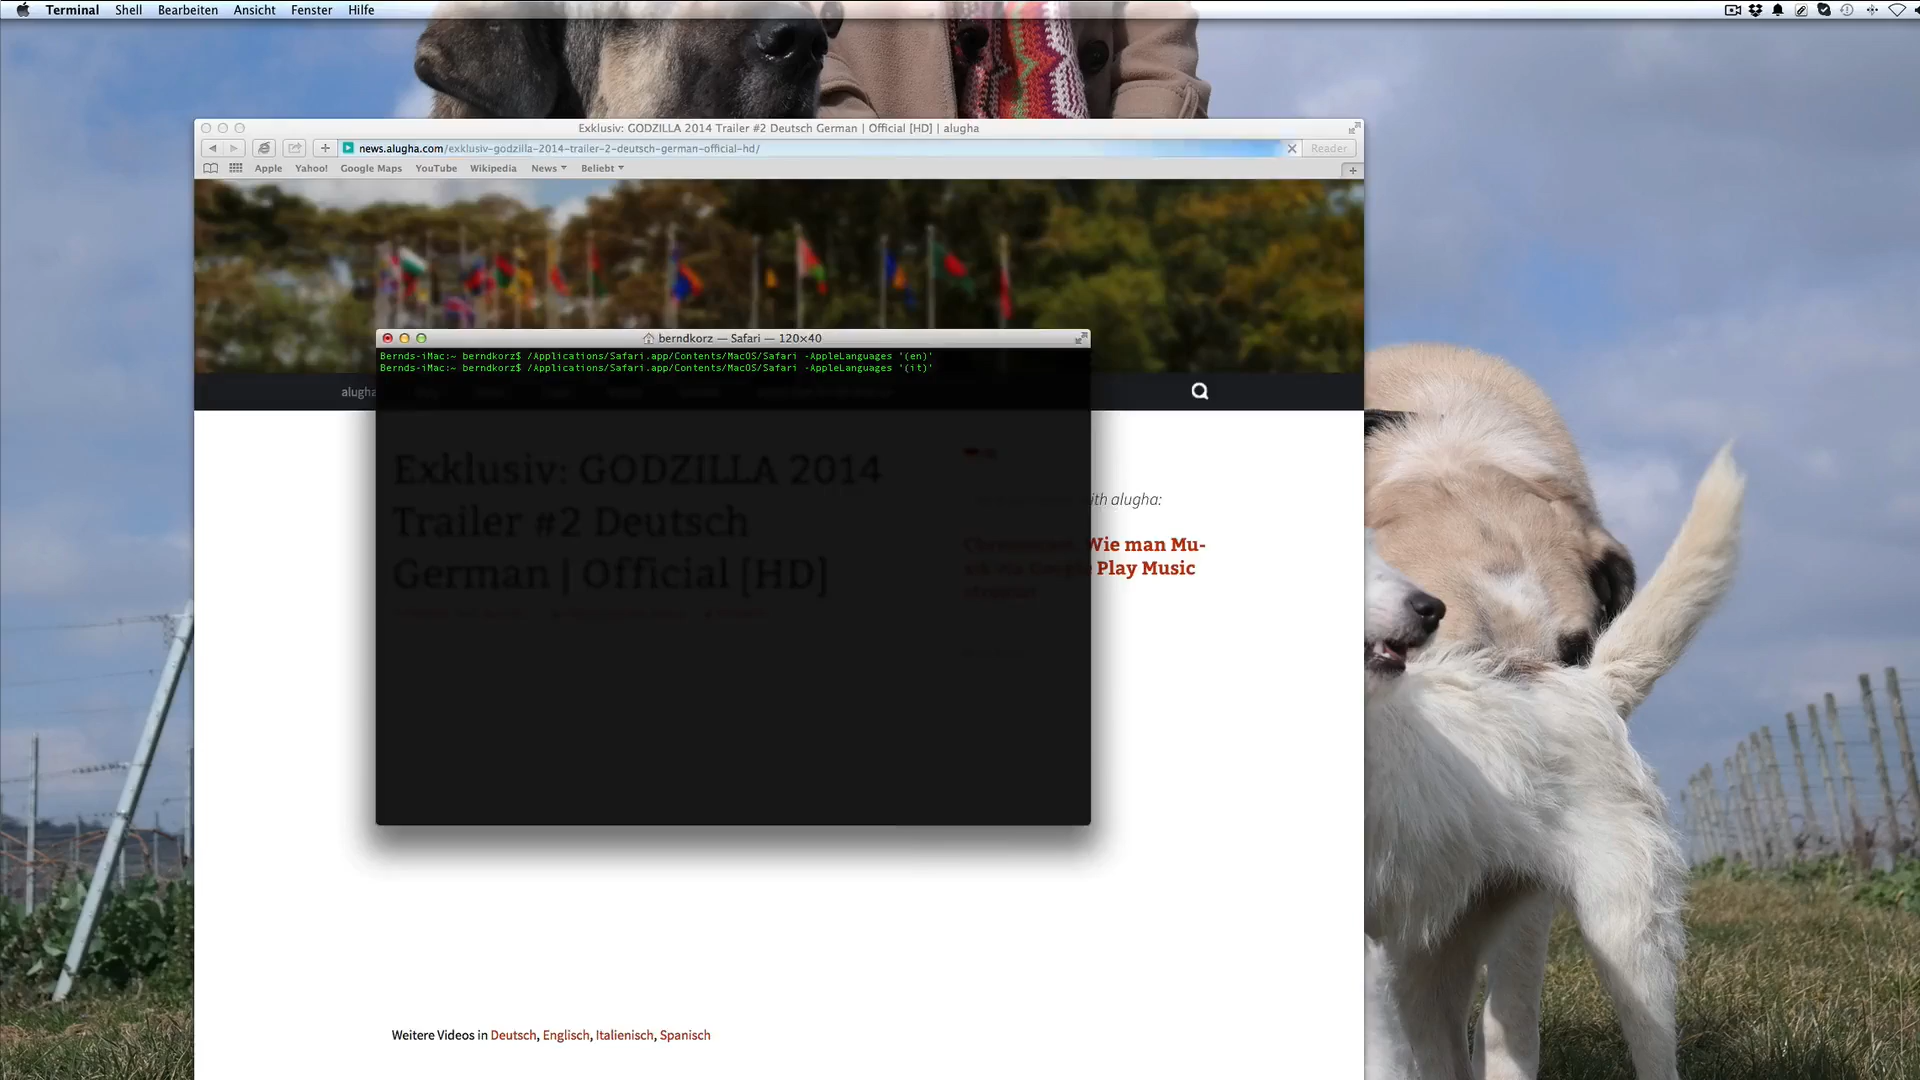 Terminal Shell Bearbeiten Ansicht Fenster Hilfe
Exklusiv: GODZILLA 2014 Trailer #2 Deutsch German | Official [HD] | alugha
news.alugha.com/exklusiv-godzilla-2014-trailer-2-deutsch-german-official-hd/
Reader
Apple Yahoo! Google Maps YouTube Wikipedia News Beliebt
berndkorz — Safari — 120×40
Bernds-iMac:~ berndkorz$ /Applications/Safari.app/Contents/MacOS/Safari -AppleLanguages '(en)'
Bernds-iMac:~ berndkorz$ /Applications/Safari.app/Contents/MacOS/Safari -AppleLanguages '(it)'
alugha
Exklusiv: GODZILLA 2014
Trailer #2 Deutsch
German | Official [HD]
with alugha:
Wie man Mu-
Google Play Music
Weitere Videos in Deutsch, Englisch, Italienisch, Spanisch